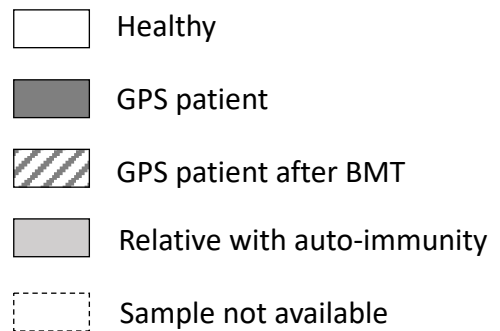 Healthy
GPS patient
GPS patient after BMT
Relative with auto-immunity
Sample not available